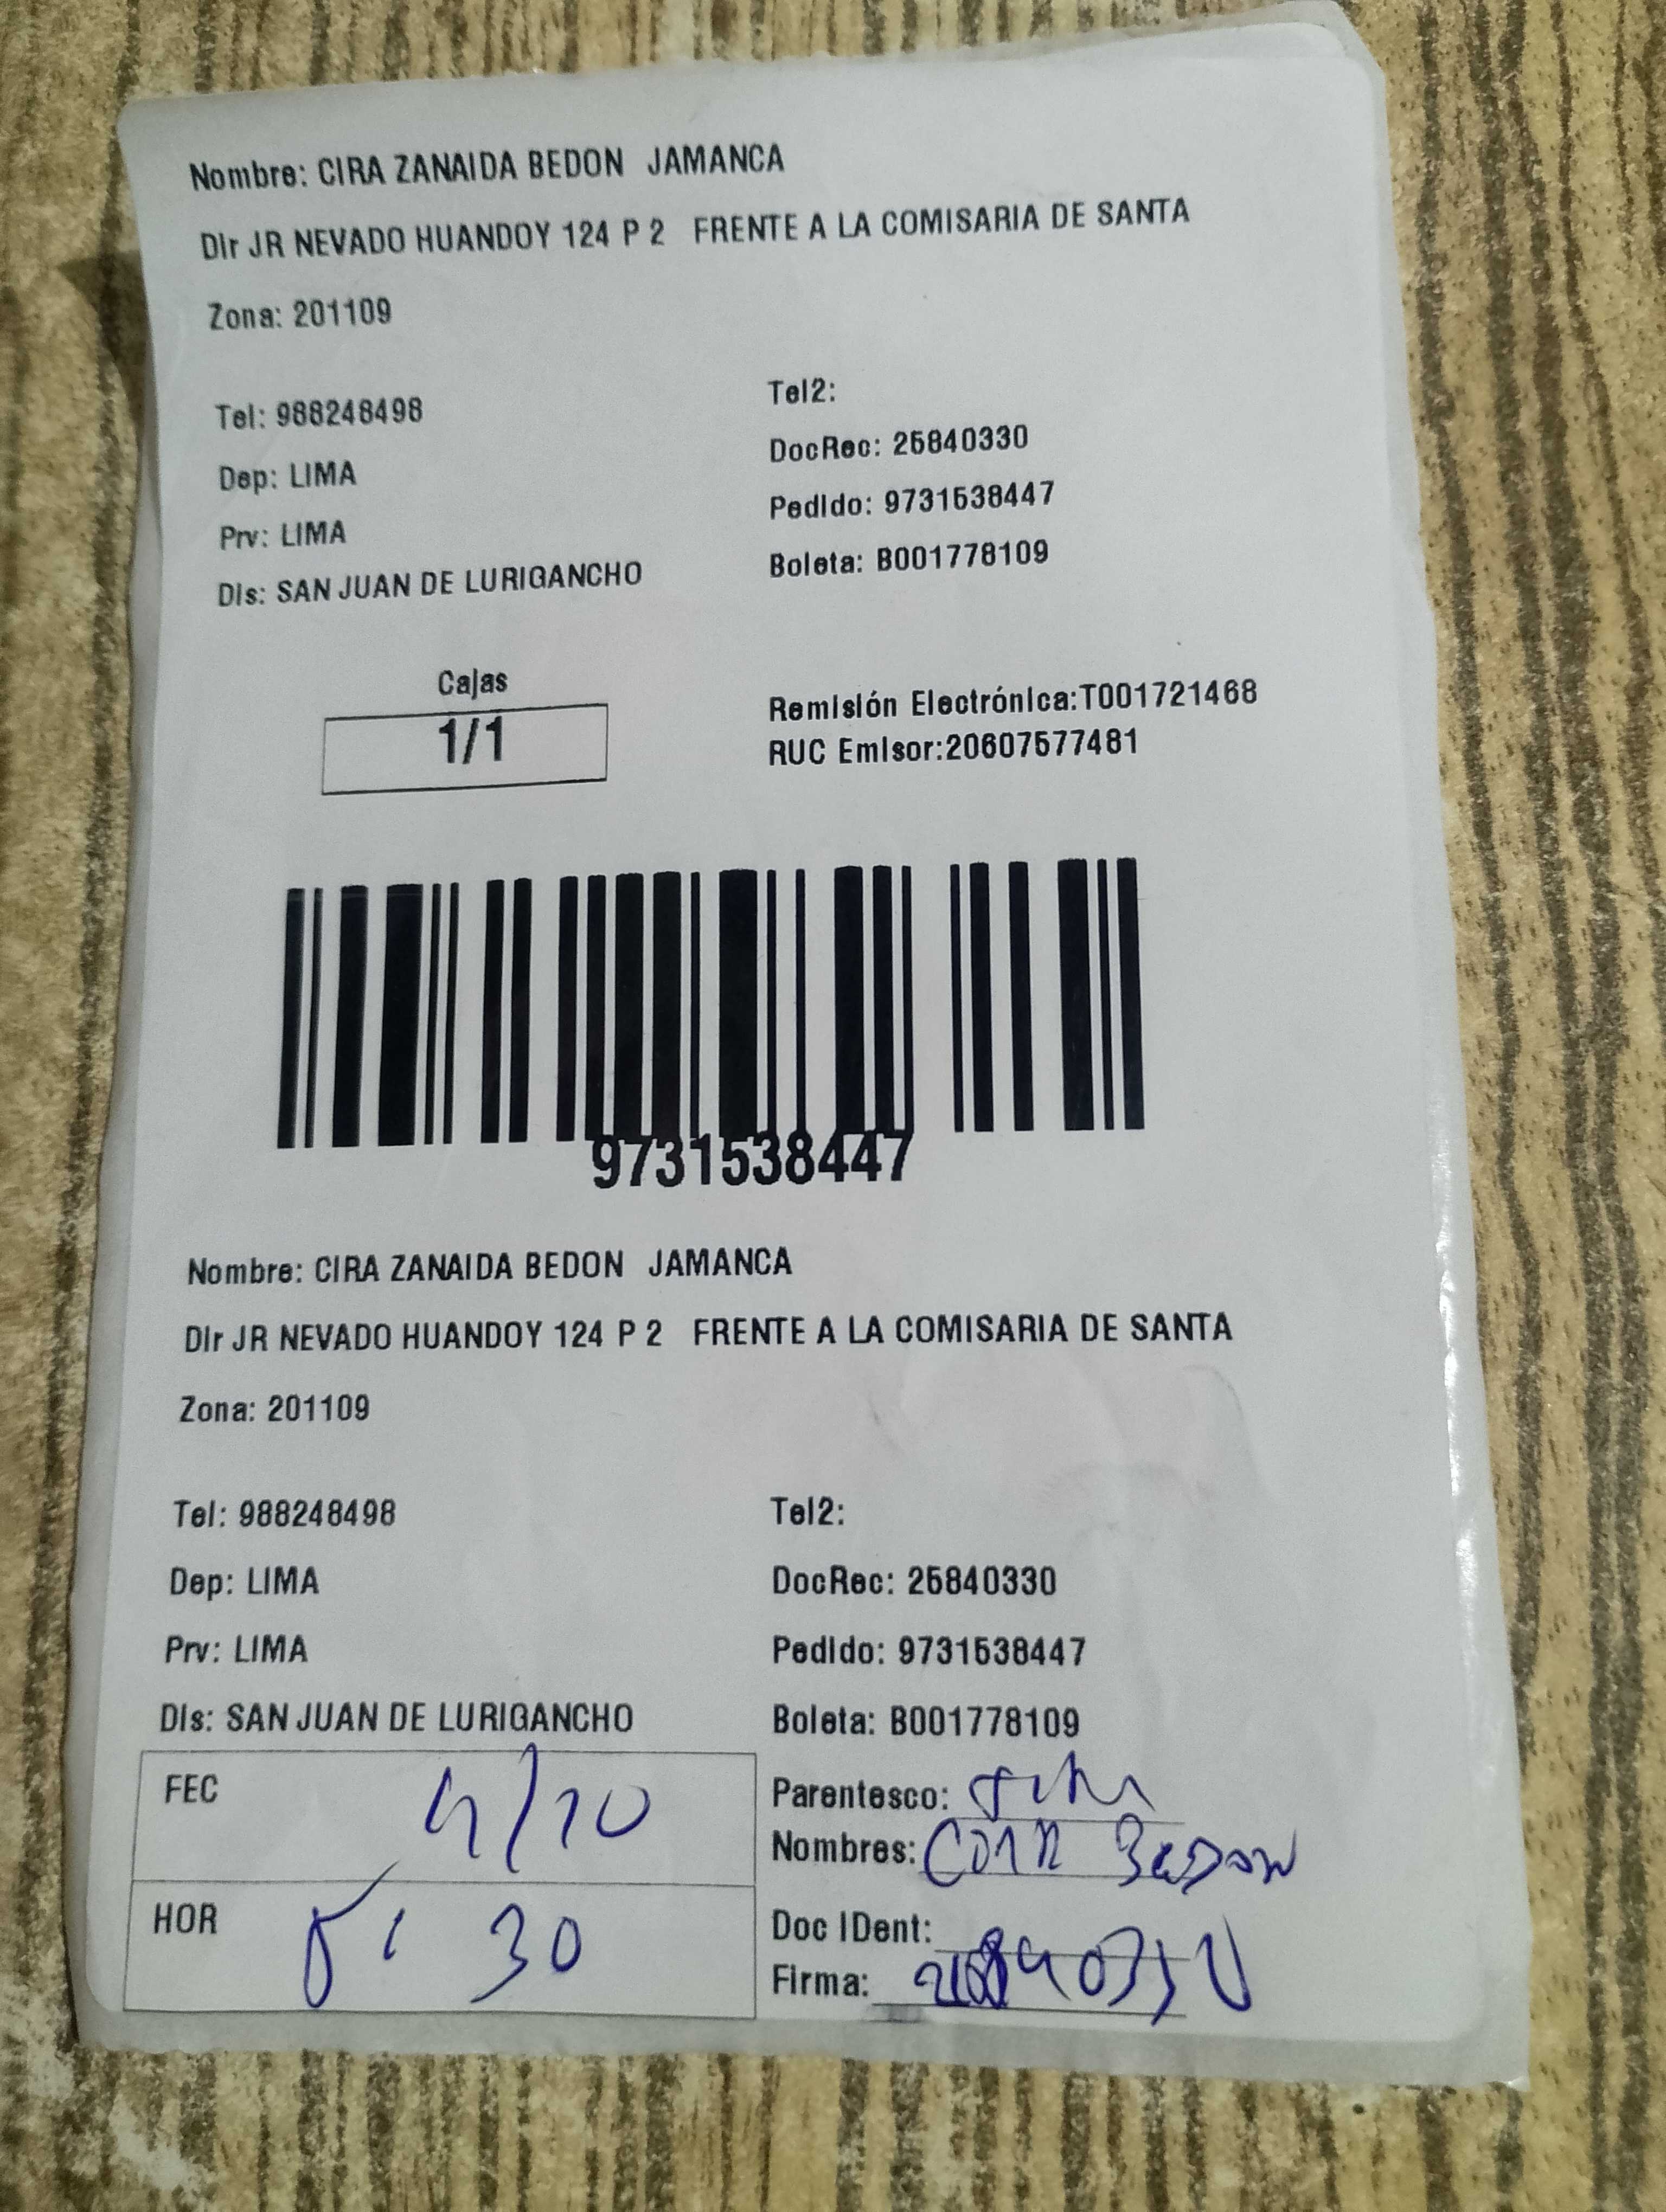 Nombre: CIRA ZANAIDA BEDON JAMANCA
Dir JR NEVADO HUANDOY 124 P 2 FRENTE A LA COMISARIA DE SANTA
Zona: 201109
Tel: 988248498
Tel2:
Dep: LIMA
DocRec: 25840330
Prv: LIMA
Pedido: 9731538447
Dis: SAN JUAN DE LURIGANCHO
Boleta: B001778109
Cajas
1/1
Remisión Electrónica:T001721468
RUC Emisor:20607577481
9731538447
Nombre: CIRA ZANAIDA BEDON JAMANCA
Dir JR NEVADO HUANDOY 124 P 2 FRENTE A LA COMISARIA DE SANTA
Zona: 201109
Tel: 988248498
Tel2:
Dep: LIMA
DocRec: 25840330
Prv: LIMA
Pedido: 9731538447
Dis: SAN JUAN DE LURIGANCHO
Boleta: B001778109
FEC 4/10
Parentesco:
Nombres: BEDON
HOR 30
Doc IDent:
Firma: